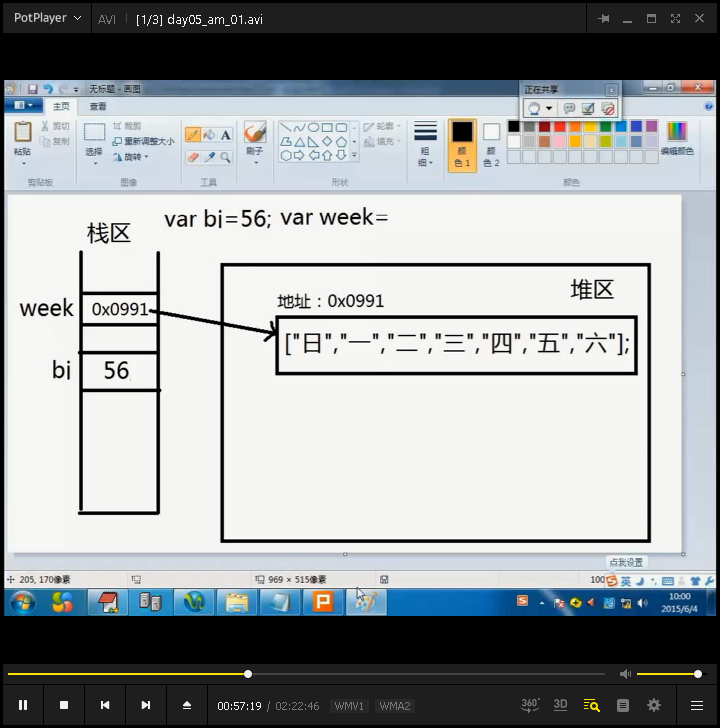 PotPlayer AVI [1/3] day05_am_01.avi
无标题 - 画图
正在共享
主页 查看
剪切
复制
粘贴
裁剪
重新调整大小
旋转
选择
A
刷子
轮廓
填充
粗
细
颜
色 1
颜
色 2
编辑颜色
剪贴板 图像 工具 形状 颜色
栈区 var bj=56; var week=
堆区
地址：0x0991
week 0x0991
["日","一","二","三","四","五","六"];
bj 56
点我设置
205, 170像素 969 × 515像素 100
英
10:00
2015/6/4
00:57:19 / 02:22:46 WMV1 WMA2 360° 3D